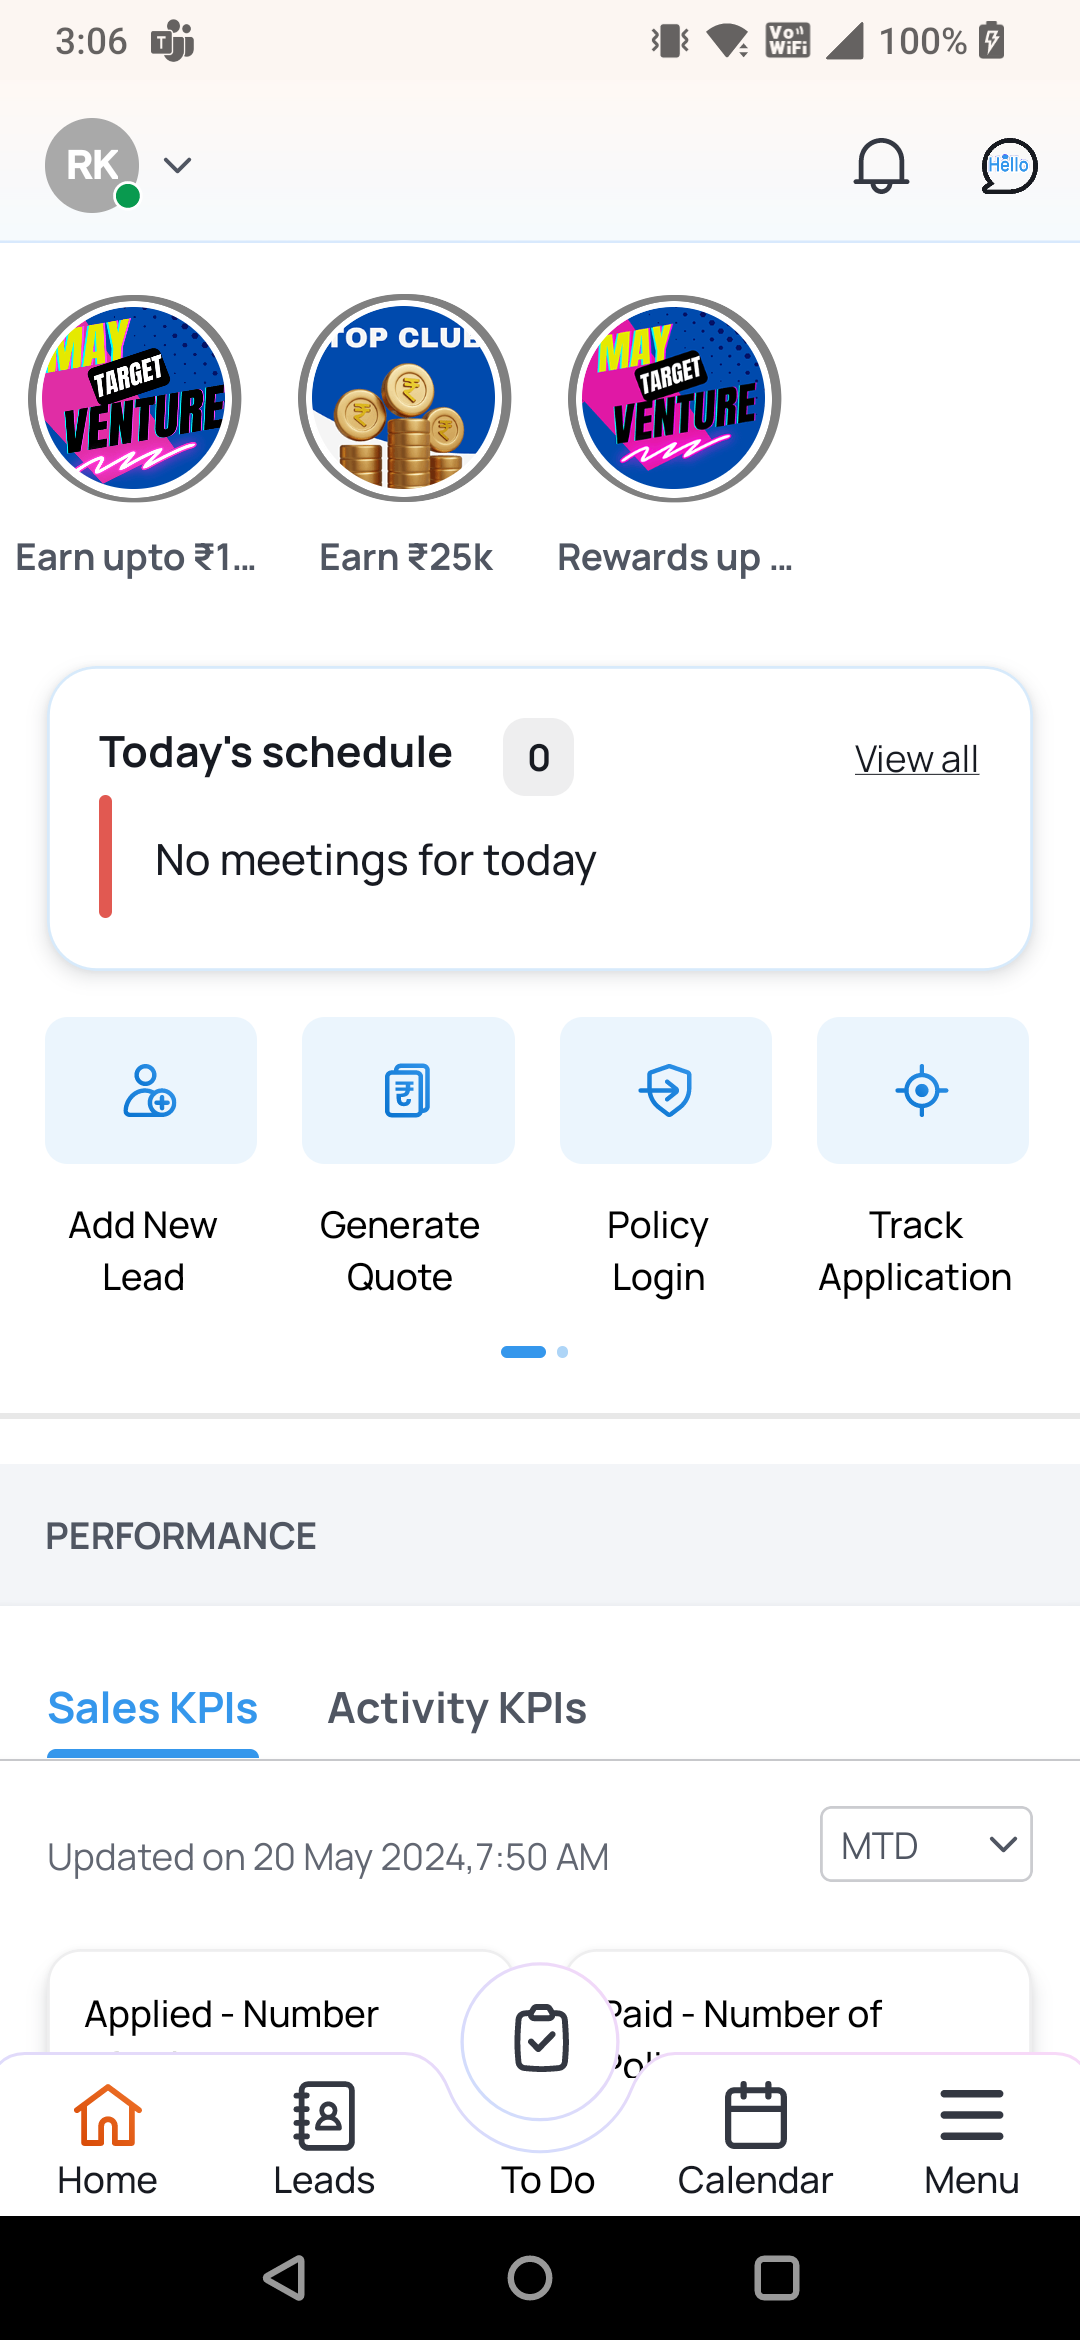 3:06
T
Vo
WiFi
100%
RK
Hello
MAY
TARGET
VENTURE
TOP CLUB
₹
₹
₹
MAY
TARGET
VENTURE
Earn upto ₹1...
Earn ₹25k
Rewards up ...
Today's schedule
0
View all
No meetings for today
₹
Add New
Lead
Generate
Quote
Policy
Login
Track
Application
PERFORMANCE
Sales KPIs
Activity KPIs
Updated on 20 May 2024,7:50 AM
MTD
Applied - Number
Paid - Number of
Home
Leads
To Do
Calendar
Menu